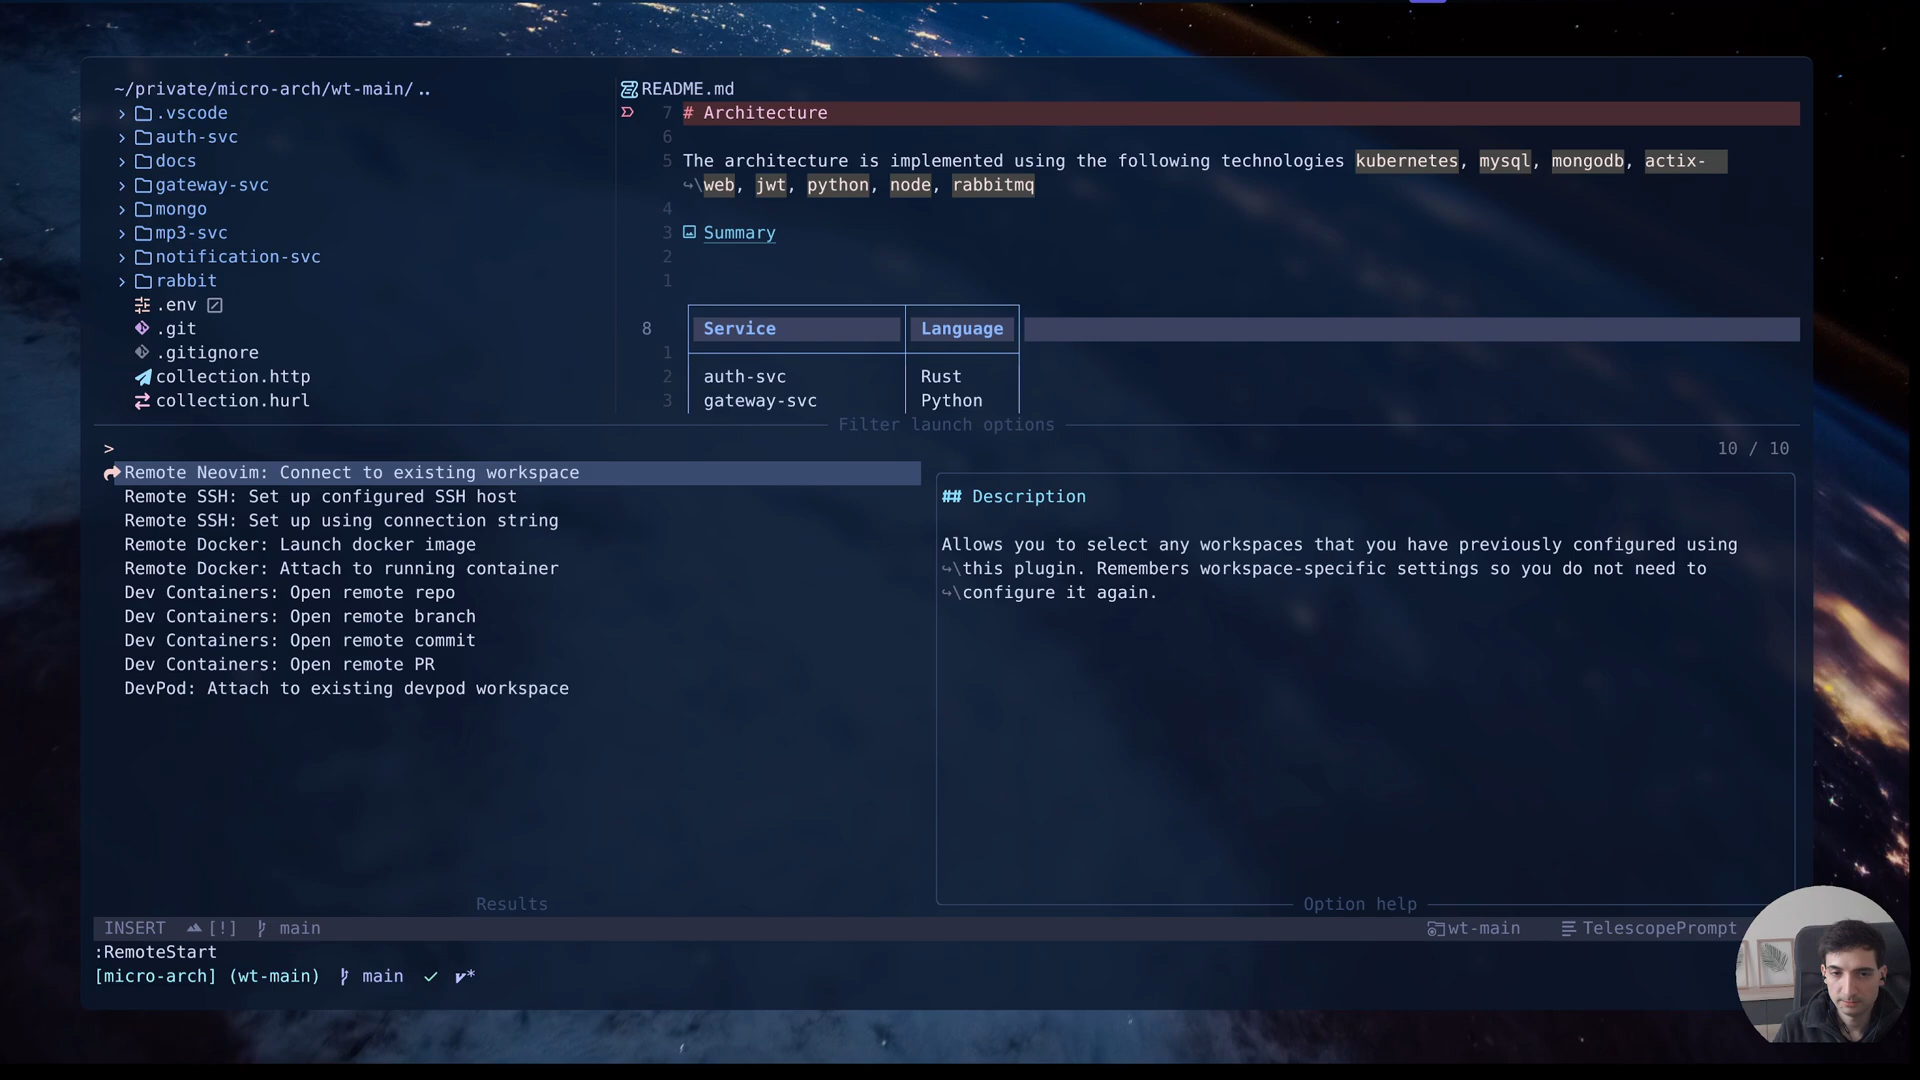 ~/private/micro-arch/wt-main/..
.vscode
auth-svc
docs
gateway-svc
mongo
mp3-svc
notification-svc
rabbit
.env
.git
.gitignore
collection.http
collection.hurl
README.md
7 # Architecture
6
5 The architecture is implemented using the following technologies kubernetes, mysql, mongodb, actix-
↪\web, jwt, python, node, rabbitmq
4
3 Summary
2
1
8 Service Language
1
2 auth-svc Rust
3 gateway-svc Python
Filter launch options
>
10 / 10
Remote Neovim: Connect to existing workspace
Remote SSH: Set up configured SSH host
Remote SSH: Set up using connection string
Remote Docker: Launch docker image
Remote Docker: Attach to running container
Dev Containers: Open remote repo
Dev Containers: Open remote branch
Dev Containers: Open remote commit
Dev Containers: Open remote PR
DevPod: Attach to existing devpod workspace
Results
## Description
Allows you to select any workspaces that you have previously configured using
↪\this plugin. Remembers workspace-specific settings so you do not need to
↪\configure it again.
Option help
INSERT [!] main wt-main TelescopePrompt
:RemoteStart
[micro-arch] (wt-main) main ✓ v*